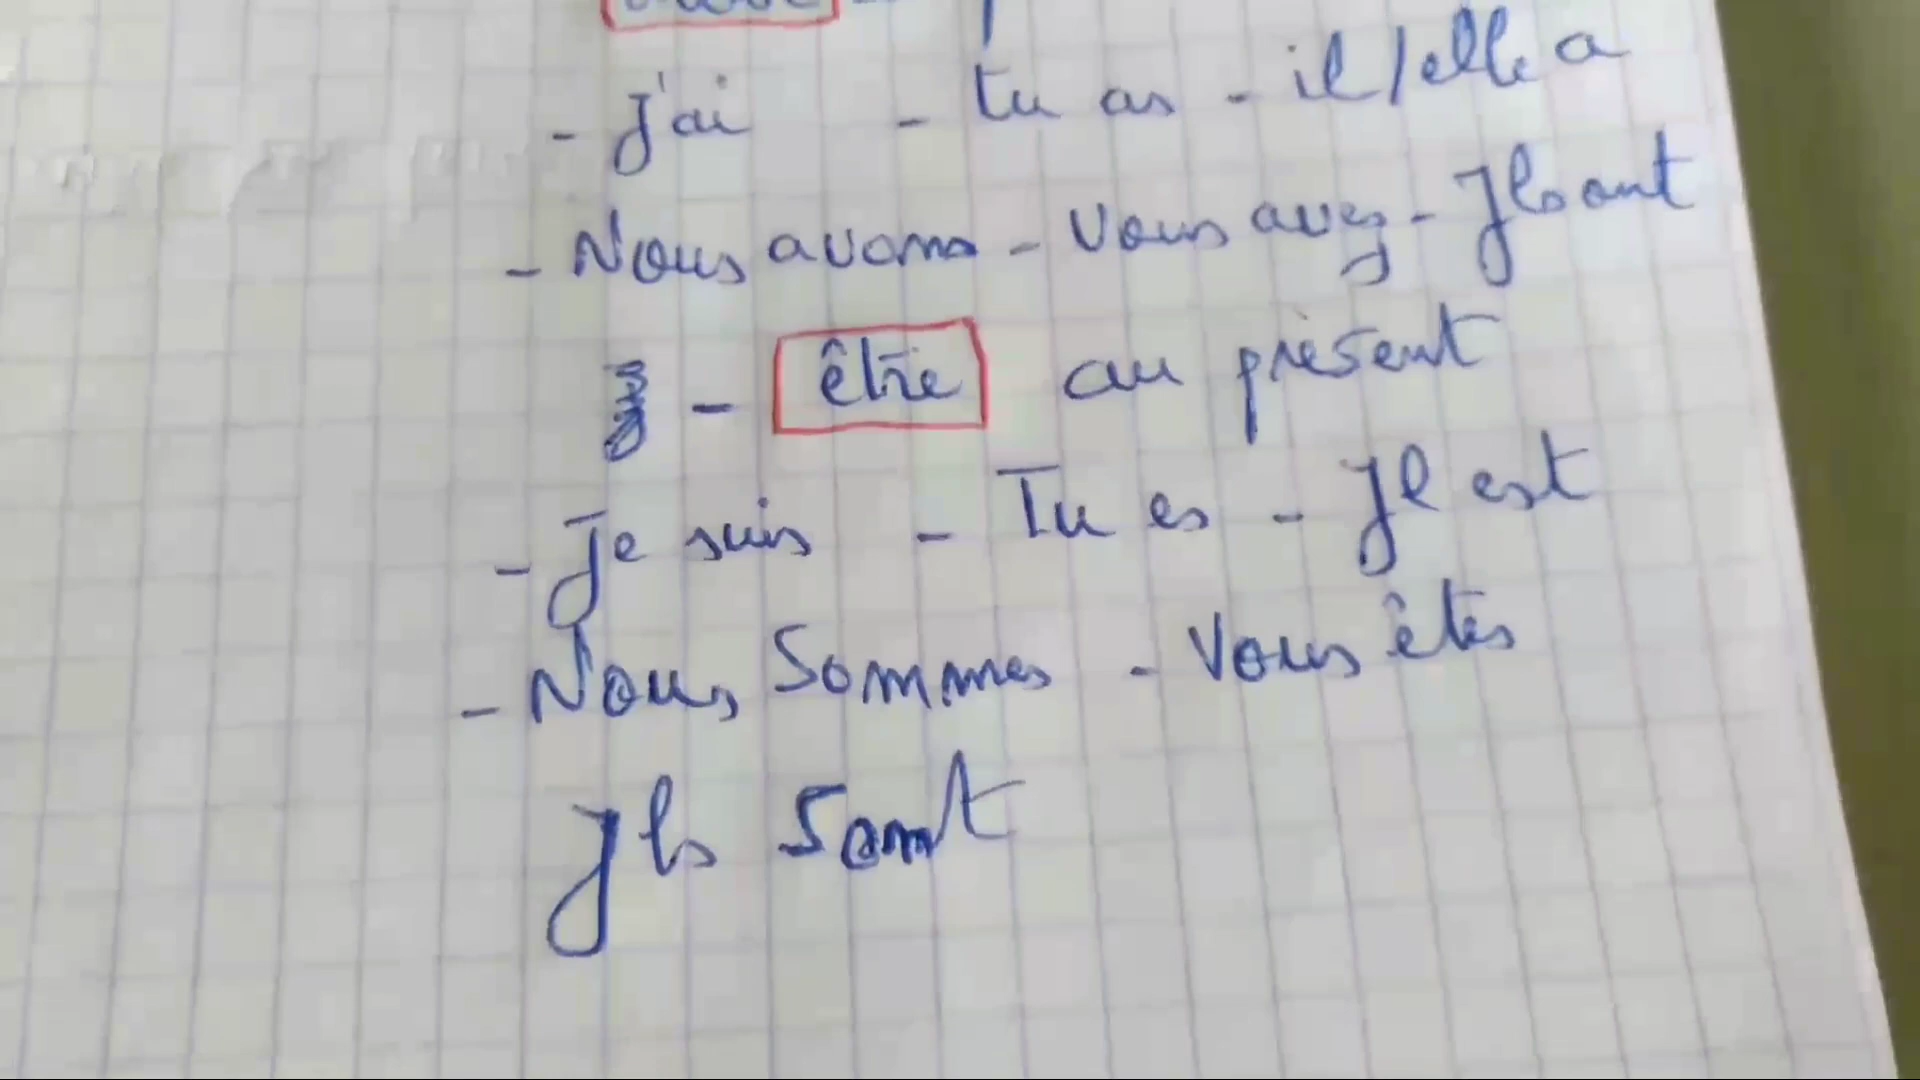 - J'ai - tu as - il/elle a
- Nous avons - Vous avez - Ils ont
- être au présent
- Je suis - Tu es - Il est
- Nous Sommes - Vous êtes
Ils Sont